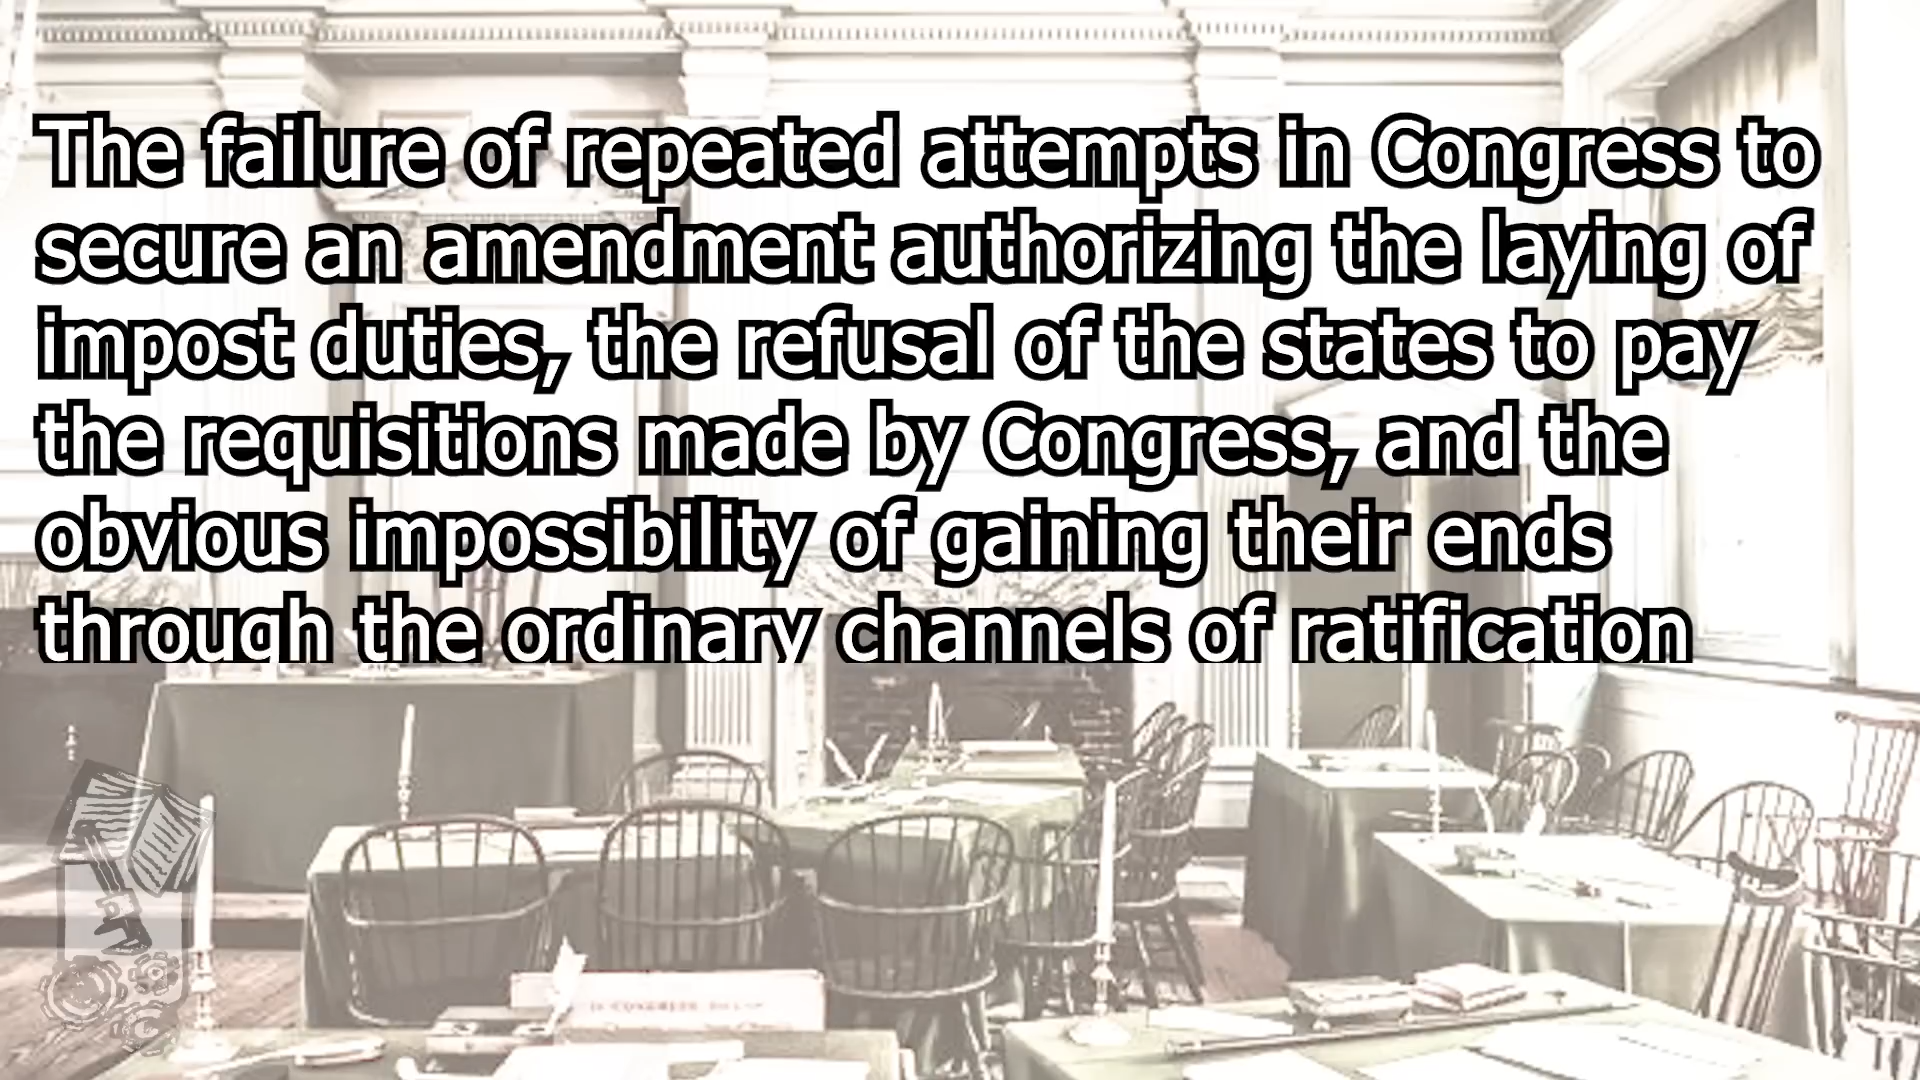 The failure of repeated attempts in Congress to
secure an amendment authorizing the laying of
impost duties, the refusal of the states to pay
the requisitions made by Congress, and the
obvious impossibility of gaining their ends
through the ordinary channels of ratification